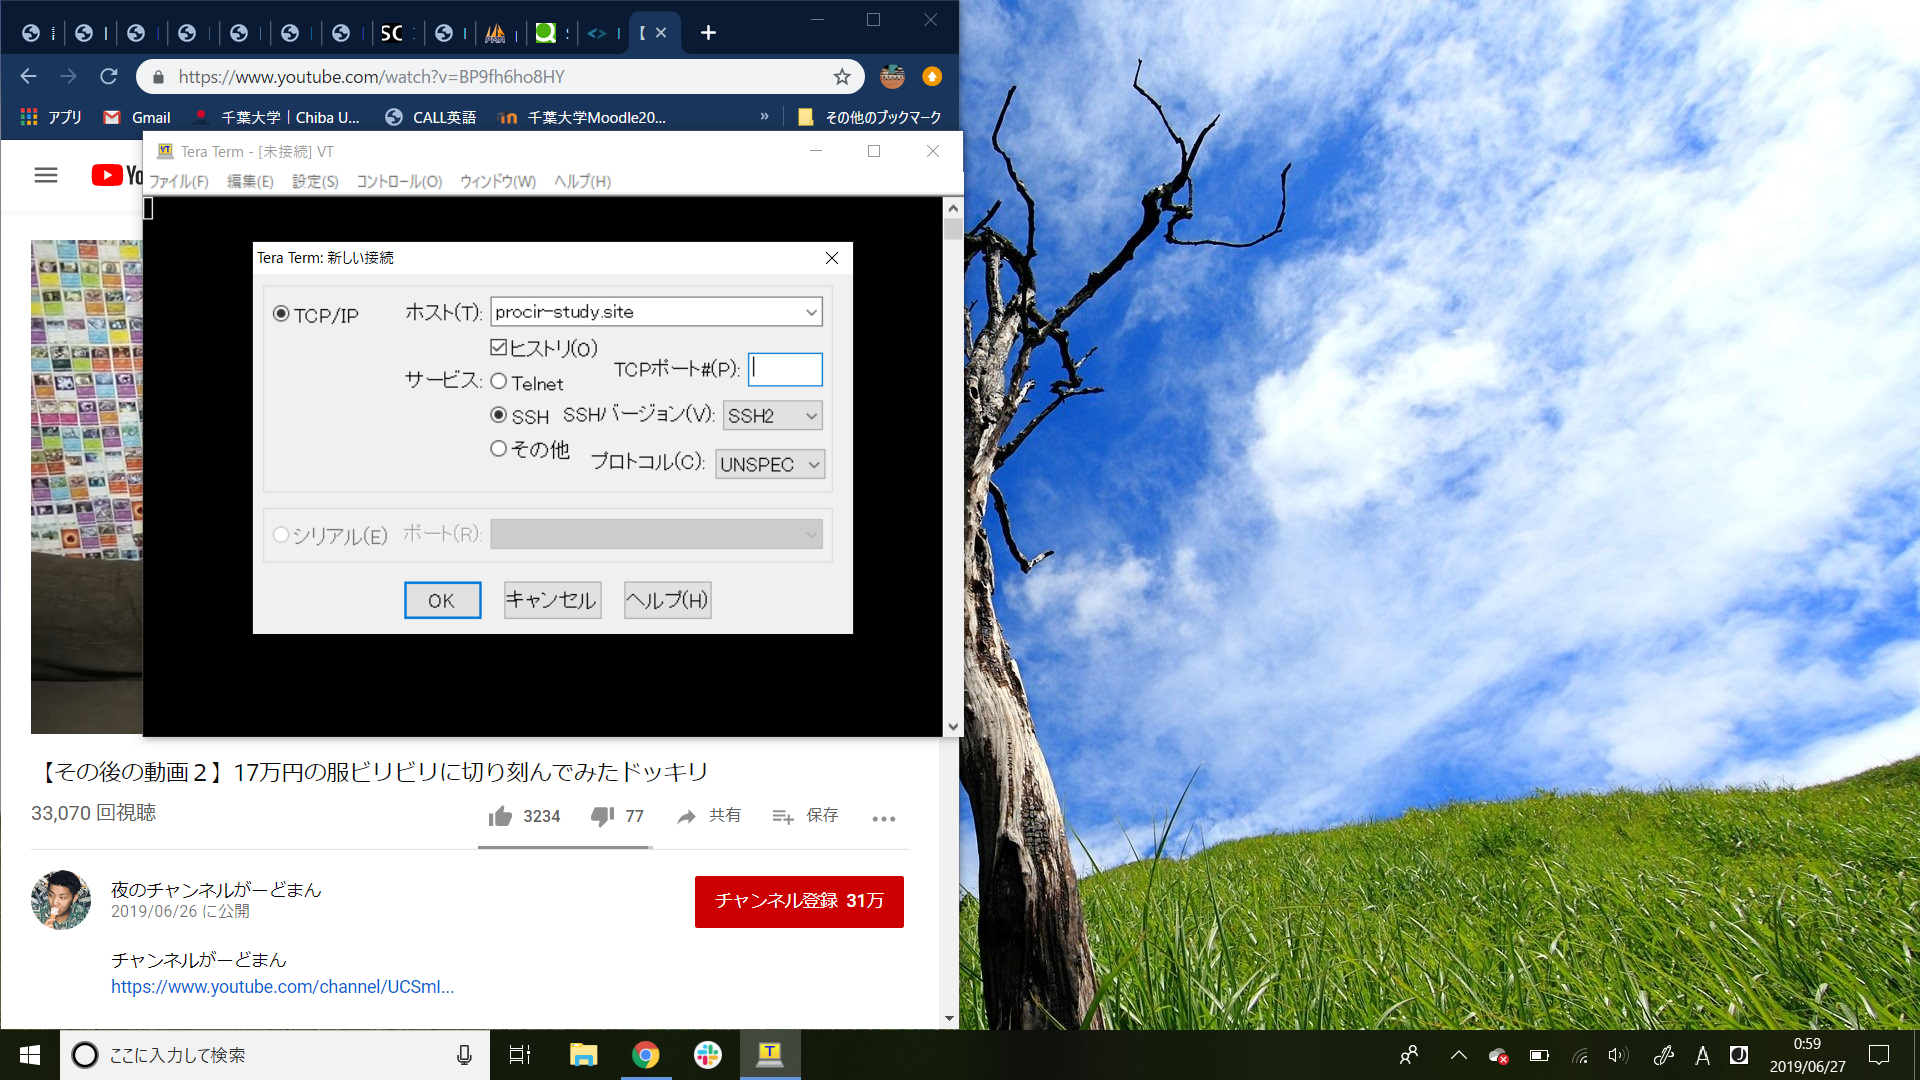 SC
https://www.youtube.com/watch?v=BP9fh6ho8HY
アプリ
Gmail
千葉大学 | Chiba U...
CALL英語
千葉大学Moodle20...
»
その他のブックマーク
Tera Term - [未接続] VT
ファイル(F) 編集(E) 設定(S) コントロール(O) ウィンドウ(W) ヘルプ(H)
Tera Term: 新しい接続
TCP/IP
ホスト(T): procir-study.site
ヒストリ(O)
サービス: Telnet
TCPポート#(P):
SSH
SSHバージョン(V): SSH2
その他
プロトコル(C): UNSPEC
シリアル(E)
ポート(R):
OK キャンセル ヘルプ(H)
【その後の動画２】17万円の服ビリビリに切り刻んでみたドッキリ
33,070 回視聴
3234 77 共有 保存
夜のチャンネルがーどまん
2019/06/26 に公開
チャンネル登録 31万
チャンネルがーどまん
https://www.youtube.com/channel/UCSmI...
ここに入力して検索
A
0:59
2019/06/27